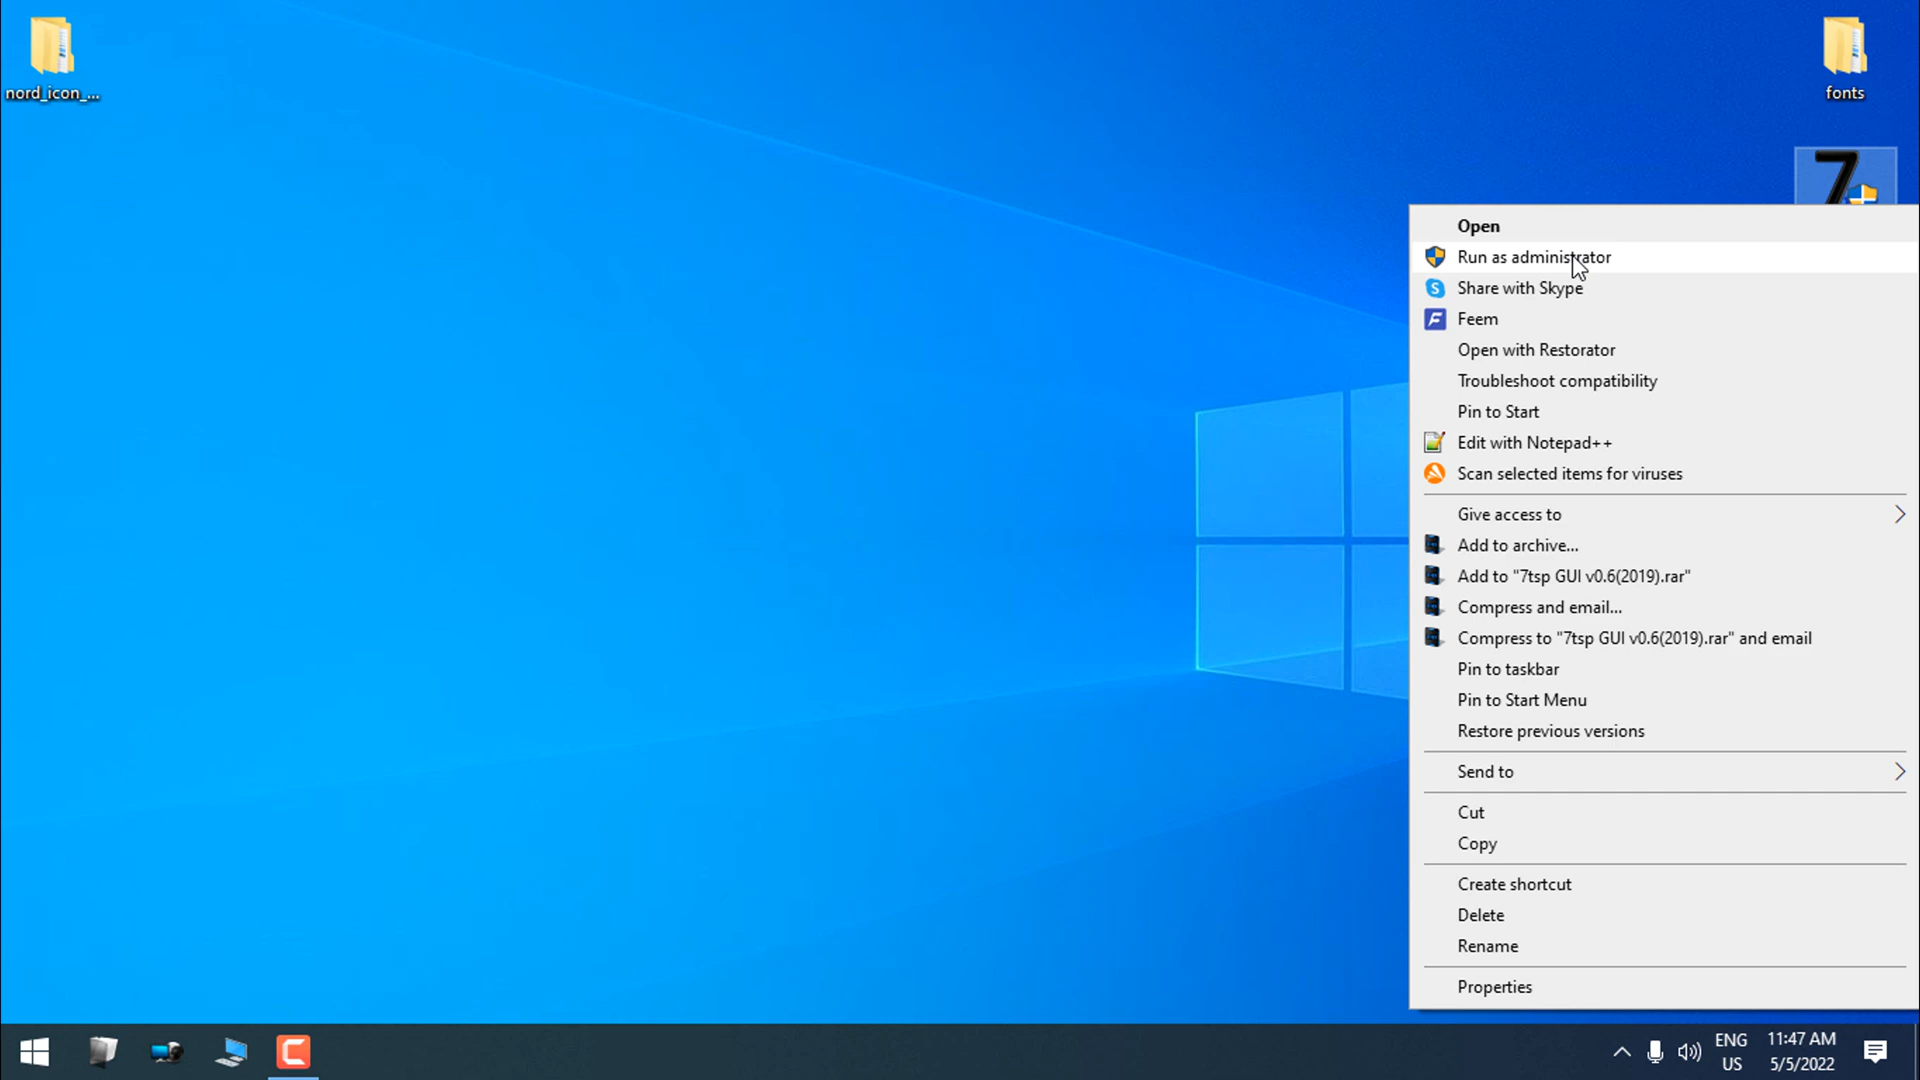 nord_icon_...
fonts
7
Open
Run as administrator
Share with Skype
Feem
Open with Restorator
Troubleshoot compatibility
Pin to Start
Edit with Notepad++
Scan selected items for viruses
Give access to
Add to archive...
Add to "7tsp GUI v0.6(2019).rar"
Compress and email...
Compress to "7tsp GUI v0.6(2019).rar" and email
Pin to taskbar
Pin to Start Menu
Restore previous versions
Send to
Cut
Copy
Create shortcut
Delete
Rename
Properties
ENG
US
11:47 AM
5/5/2022